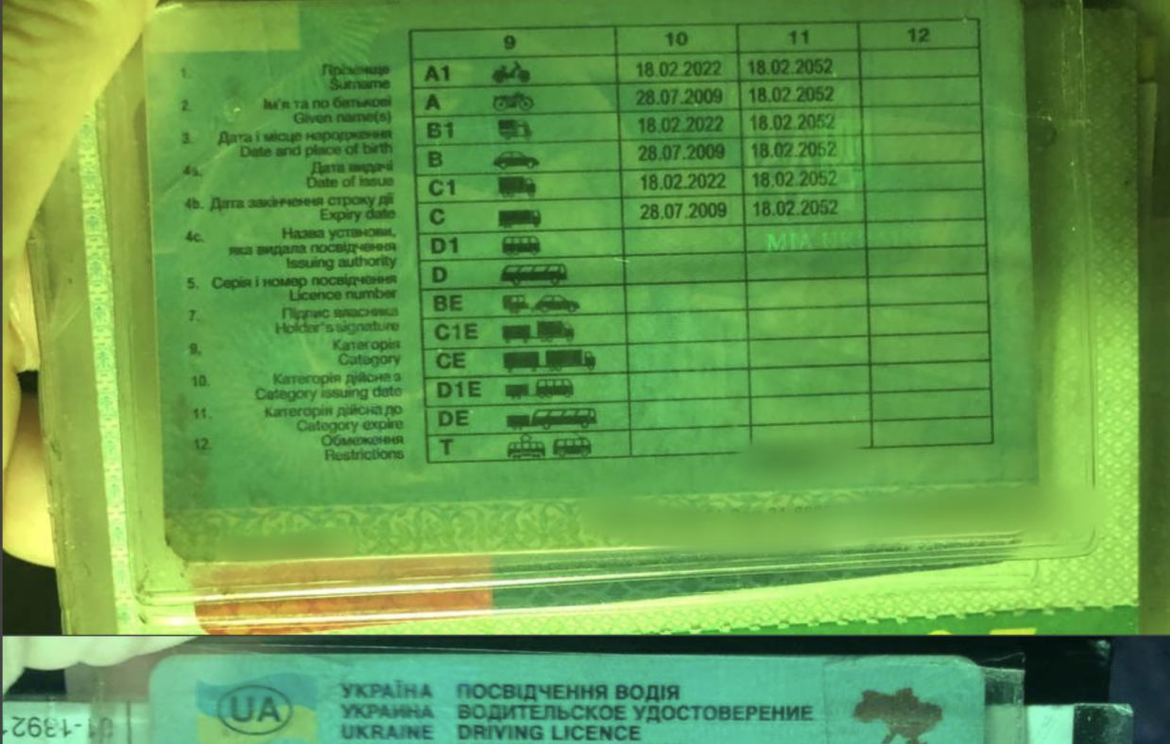 9 10 11 12
A1 18.02.2022 18.02.2052
A 28.07.2009 18.02.2052
B1 18.02.2022 18.02.2052
B 28.07.2009 18.02.2052
C1 18.02.2022 18.02.2052
C 28.07.2009 18.02.2052
D1
D
BE
C1E
CE
D1E
DE
T
1. Прізвище
Surname
2. Ім'я та по батькові
Given name(s)
3. Дата і місце народження
Date and place of birth
4a. Дата видачі
Date of issue
4b. Дата закінчення строку дії
Expiry date
4c. Назва установи,
яка видала посвідчення
Issuing authority
5. Серія і номер посвідчення
Licence number
7. Підпис власника
Holder's signature
9. Категорія
Category
10. Категорія дійсна з
Category issuing date
11. Категорія дійсна до
Category expire
12. Обмеження
Restrictions
UA
УКРАЇНА ПОСВІДЧЕННЯ ВОДІЯ
УКРАИНА ВОДИТЕЛЬСКОЕ УДОСТОВЕРЕНИЕ
UKRAINE DRIVING LICENCE